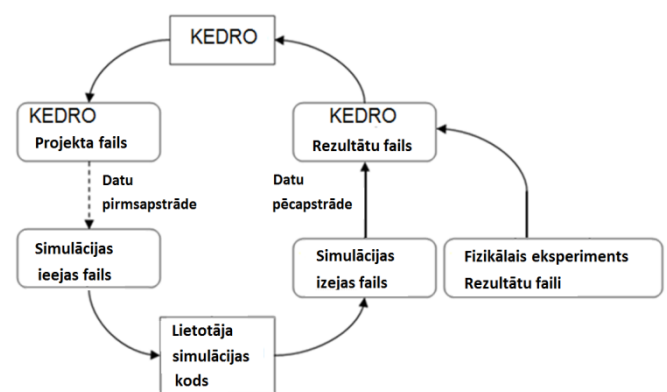 KEDRO
KEDRO
Projekta fails
Datu
pirmsapstrāde
Simulācijas
ieejas fails
Lietotāja
simulācijas
kods
Simulācijas
izejas fails
Datu
pēcapstrāde
KEDRO
Rezultātu fails
Fizikālais eksperiments
Rezultātu faili